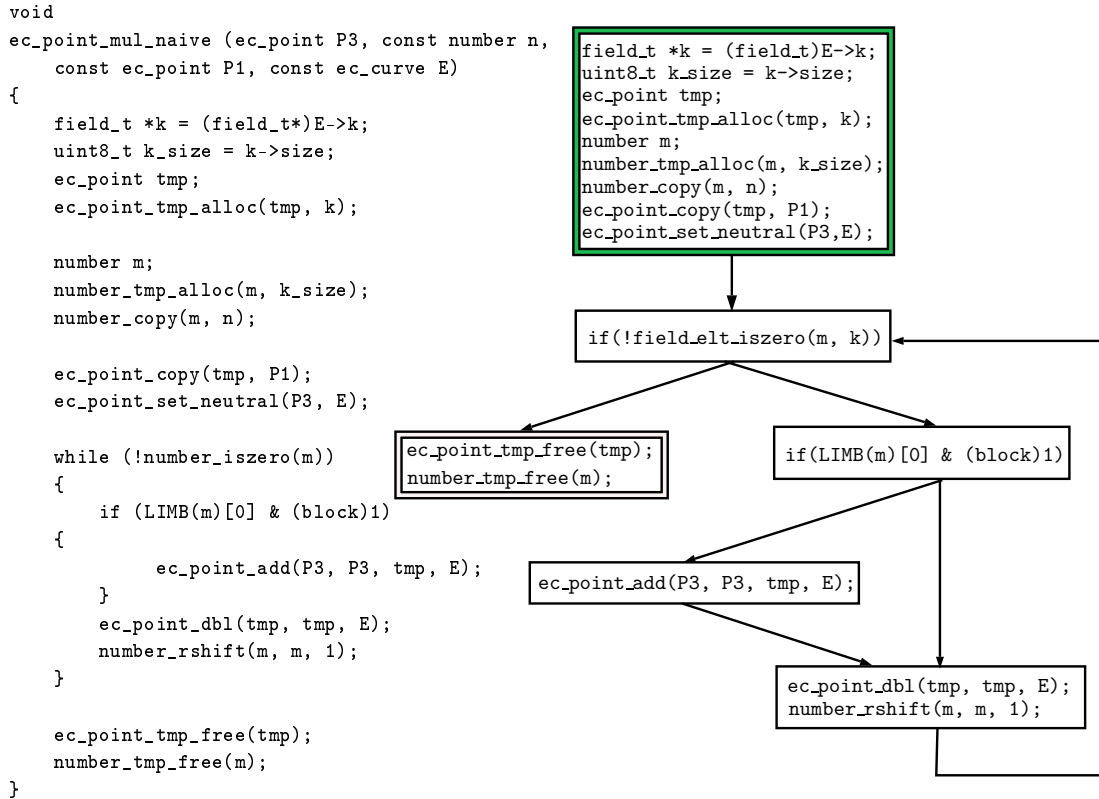 void
ec_point_mul_naive (ec_point P3, const number n,
    const ec_point P1, const ec_curve E)
{
    field_t *k = (field_t*)E->k;
    uint8_t k_size = k->size;
    ec_point tmp;
    ec_point_tmp_alloc(tmp, k);
    number m;
    number_tmp_alloc(m, k_size);
    number_copy(m, n);
    ec_point_copy(tmp, P1);
    ec_point_set_neutral(P3, E);
    while (!number_iszero(m))
    {
        if (LIMB(m)[0] & (block)1)
    {
            ec_point_add(P3, P3, tmp, E);
        }
        ec_point_dbl(tmp, tmp, E);
        number_rshift(m, m, 1);
    }
    ec_point_tmp_free(tmp);
    number_tmp_free(m);
}
field_t *k = (field_t)E->k;
uint8_t k_size = k->size;
ec_point tmp;
ec_point_tmp_alloc(tmp, k);
number m;
number_tmp_alloc(m, k_size);
number_copy(m, n);
ec_point_copy(tmp, P1);
ec_point_set_neutral(P3,E);
if(!field_elt_iszero(m, k))
ec_point_tmp_free(tmp);
number_tmp_free(m);
if(LIMB(m)[0] & (block)1)
ec_point_add(P3, P3, tmp, E);
ec_point_dbl(tmp, tmp, E);
number_rshift(m, m, 1);